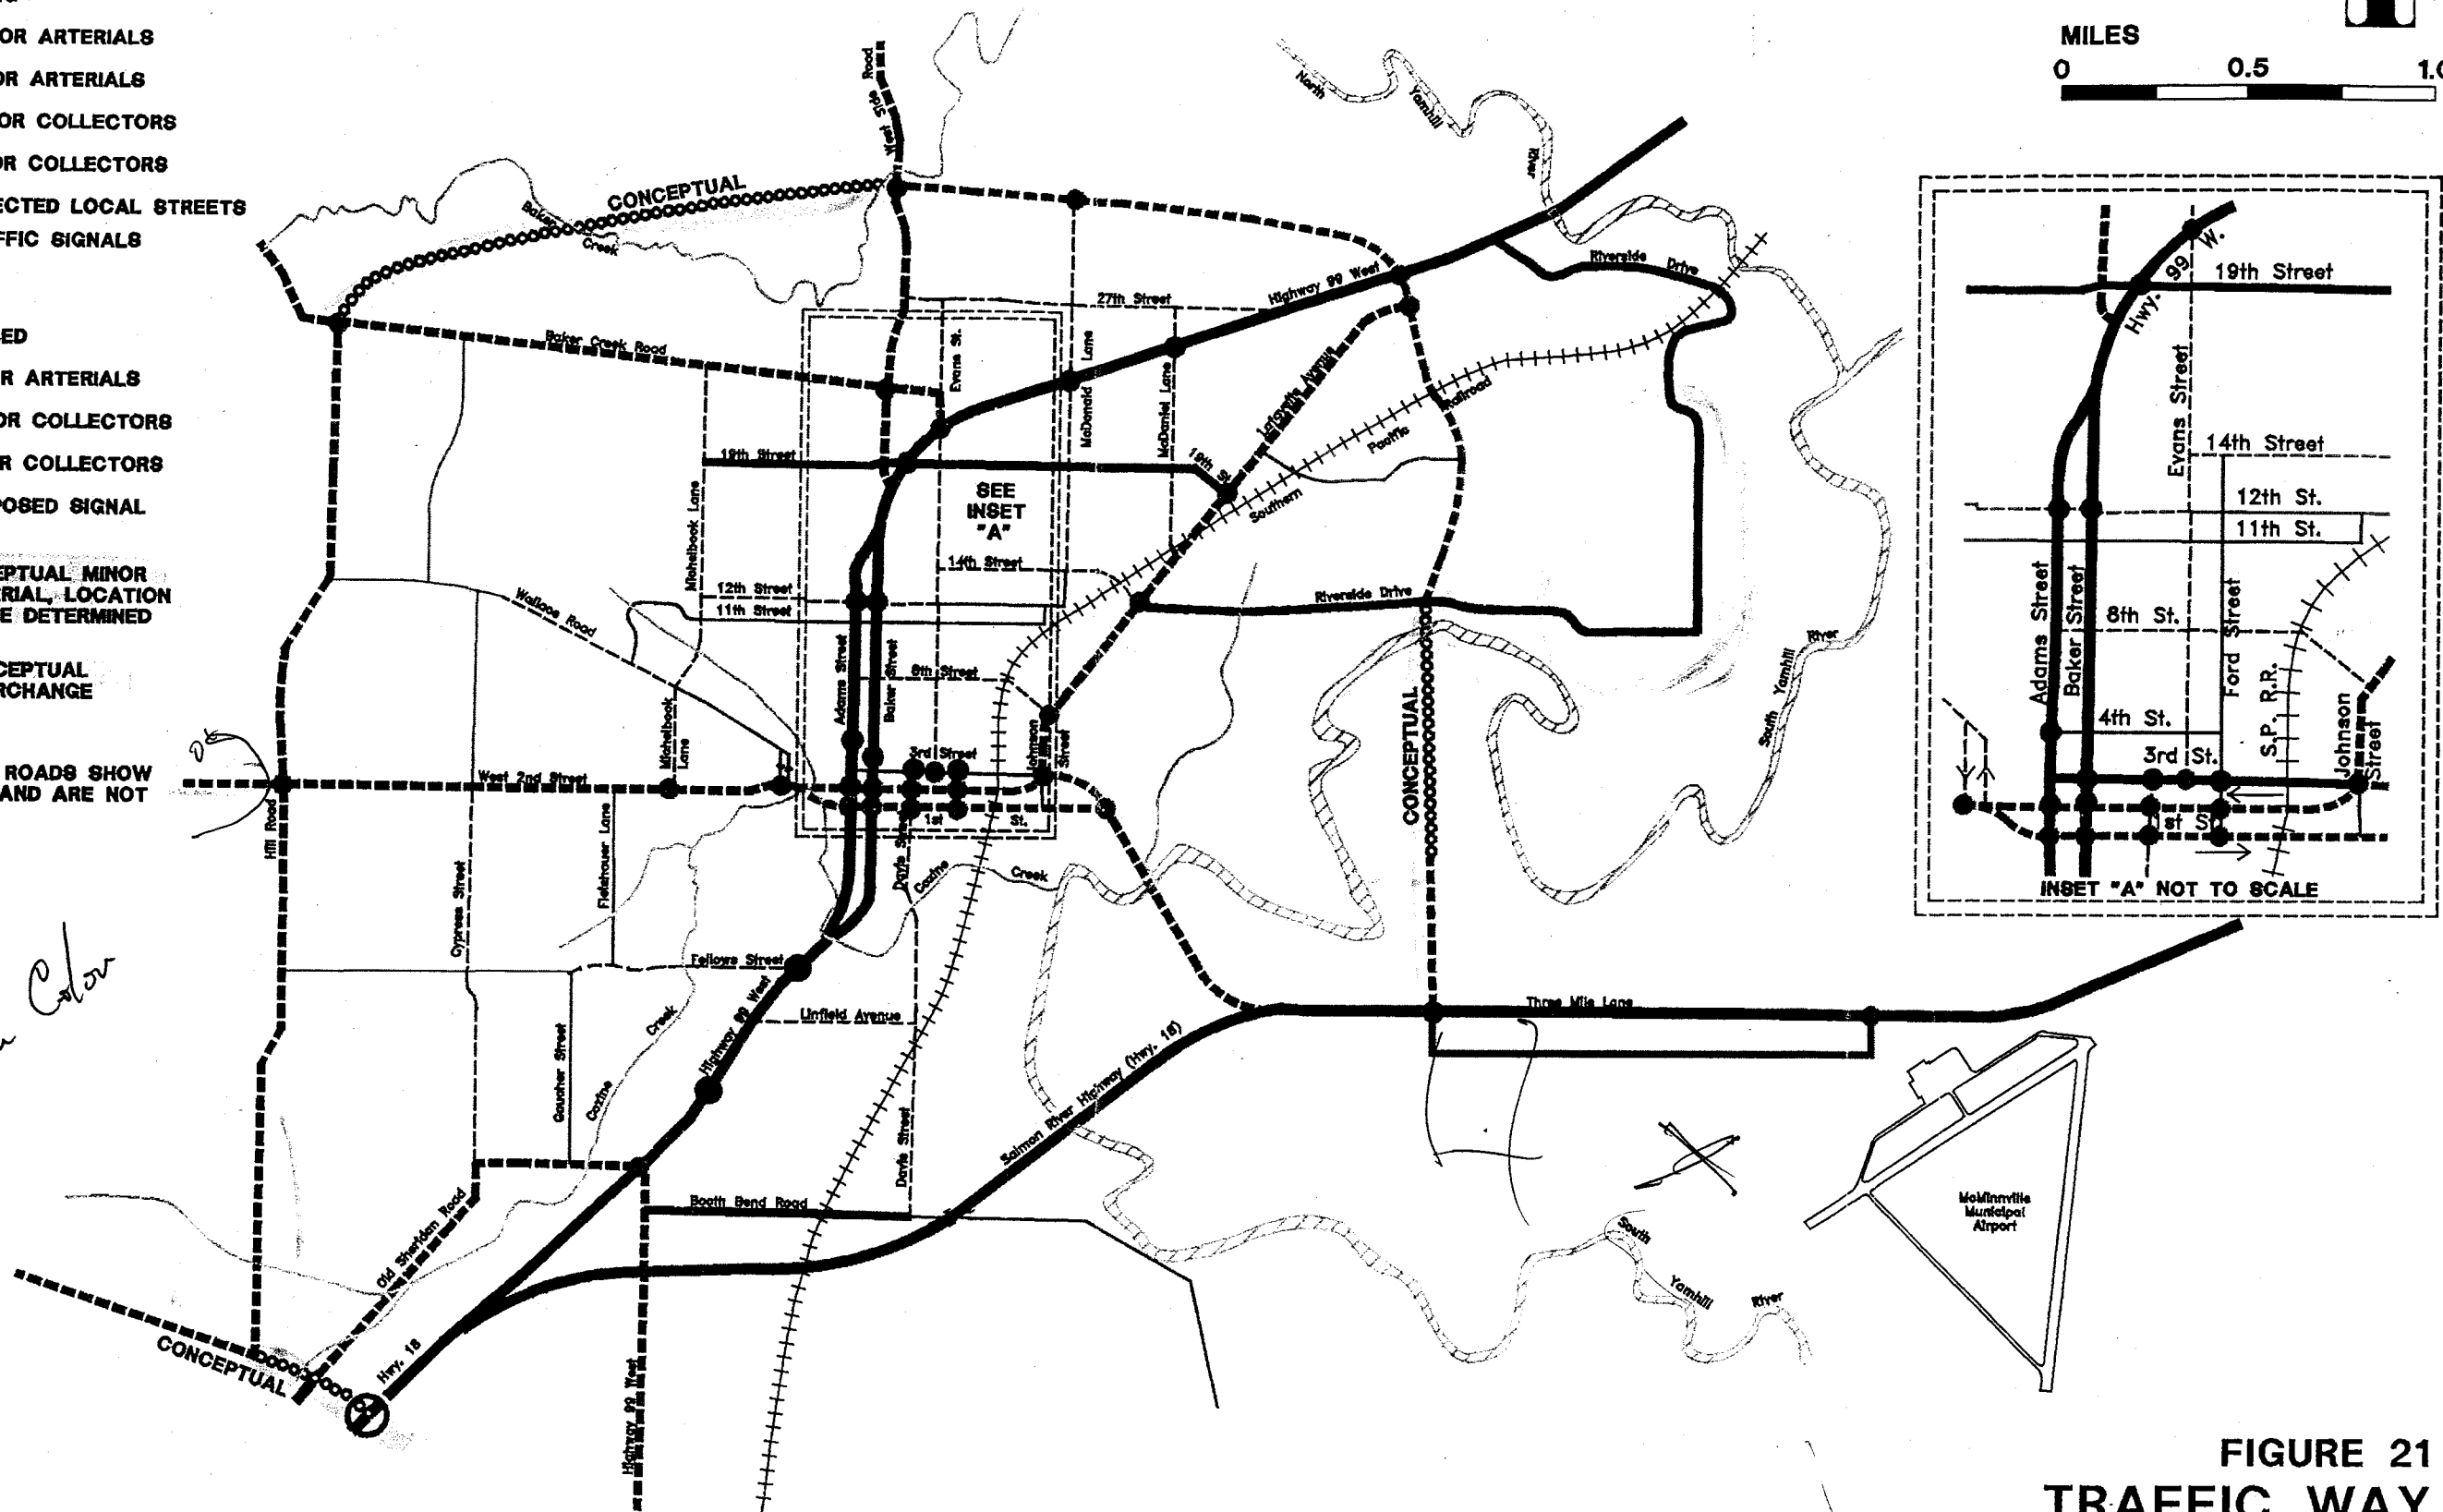 OR ARTERIALS
OR ARTERIALS
OR COLLECTORS
OR COLLECTORS
ECTED LOCAL STREETS
FFIC SIGNALS
ED
R ARTERIALS
OR COLLECTORS
R COLLECTORS
POSED SIGNAL
EPTUAL MINOR
ERIAL, LOCATION
E DETERMINED
CEPTUAL
RCHANGE
ROADS SHOW
AND ARE NOT
Color
MILES
0 0.5 1.0
West Side Road
North Yamhill River
CONCEPTUAL
Baker Creek
Riverside Drive
Highway 99 West
27th Street
Baker Creek Road
Evans St.
McDonald Lane
McDaniel Lane
Lafayette Avenue
Southern Pacific Railroad
19th Street
19th St.
SEE
INSET
"A"
Michelbook Lane
14th Street
12th Street
11th Street
Wallace Road
Riverside Drive
Adams Street
Baker Street
8th Street
South Yamhill River
CONCEPTUAL
Michelbook
Lane
3rd Street
Johnson
Street
West 2nd Street
1st St.
Hill Road
Fleishauer Lane
Davis Street
Cozine Creek
Cypress Street
Fellows Street
Highway 99 West
Linfield Avenue
Three Mile Lane
Goucher Street
Cozine Creek
Davis Street
Salmon River Highway (Hwy. 18)
Booth Bend Road
Old Sheridan Road
McMinnville
Municipal
Airport
South Yamhill River
CONCEPTUAL
Hwy. 18
Highway 99 West
Hwy. 99 W.
19th Street
Evans Street
14th Street
12th St.
11th St.
Adams Street
Baker Street
8th St.
Ford Street
S.P. R.R.
4th St.
3rd St.
Johnson
Street
1st St
INSET "A" NOT TO SCALE
FIGURE 21
TRAFFIC WAY